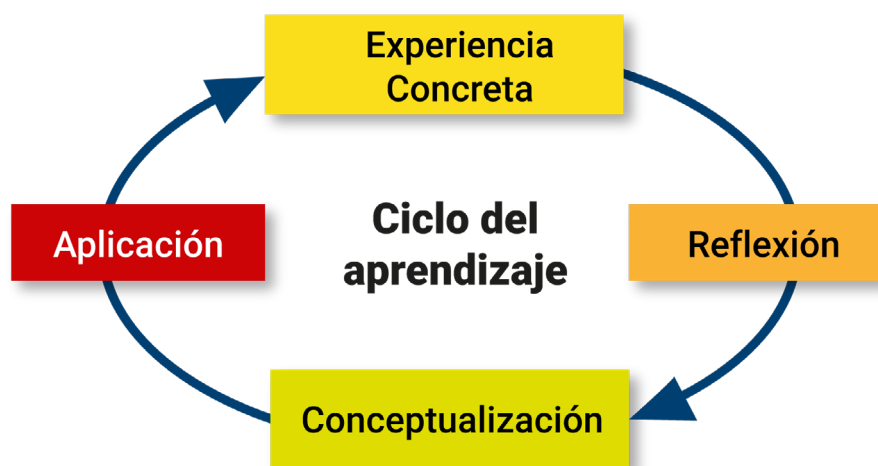 Experiencia
Concreta
Ciclo del
aprendizaje
Aplicación
Reflexión
Conceptualización